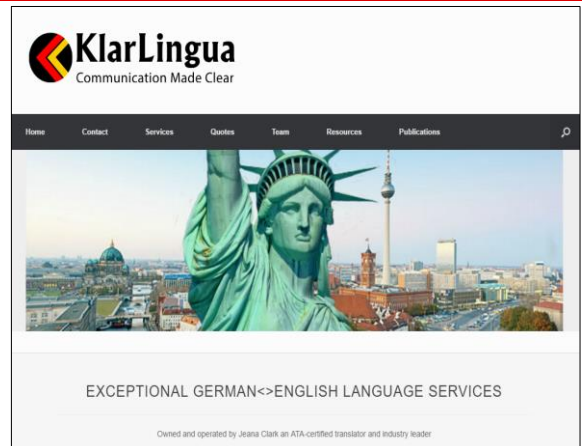 KlarLingua
Communication Made Clear
Home Contact Services Quotes Team Resources Publications
EXCEPTIONAL GERMAN<>ENGLISH LANGUAGE SERVICES
Owned and operated by Jeana Clark an ATA-certified translator and industry leader